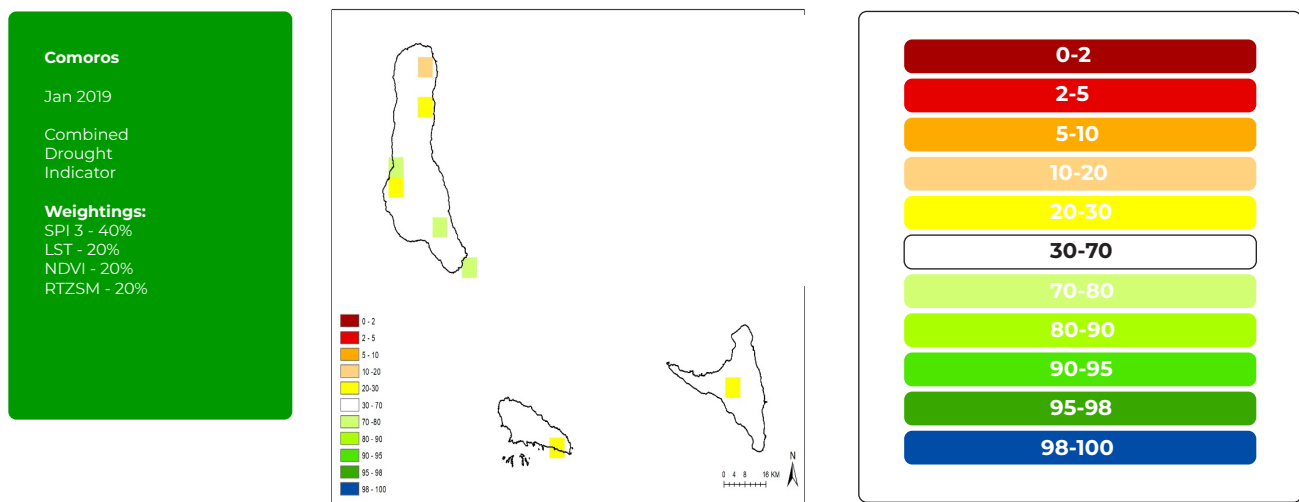 Comoros
Jan 2019
Combined
Drought
Indicator
Weightings:
SPI 3 - 40%
LST - 20%
NDVI - 20%
RTZSM - 20%
0 - 2
2 - 5
5 - 10
10 -20
20-30
30 - 70
70 --80
80 - 90
90 - 95
95 - 98
98 - 100
0 4 8 16 KM
N
0-2
2-5
5-10
10-20
20-30
30-70
70-80
80-90
90-95
95-98
98-100